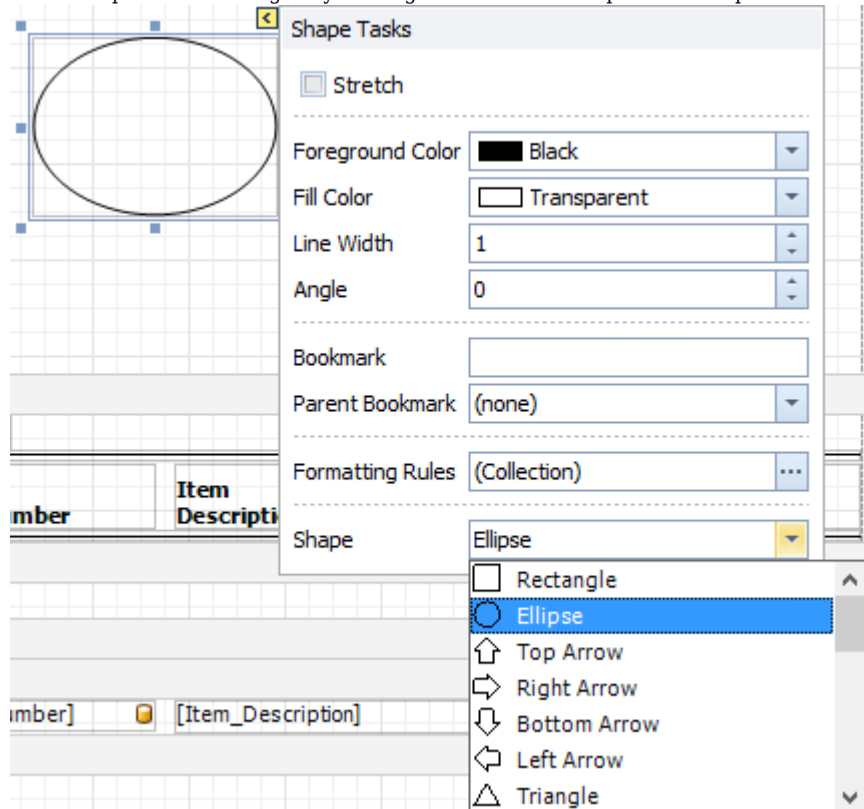 Shape Tasks
Stretch
Foreground Color Black
Fill Color Transparent
Line Width 1
Angle 0
Bookmark
Parent Bookmark (none)
Formatting Rules (Collection)
Item
mber Descripti
Shape Ellipse
Rectangle
Ellipse
Top Arrow
Right Arrow
umber] [Item_Description]
Bottom Arrow
Left Arrow
Triangle